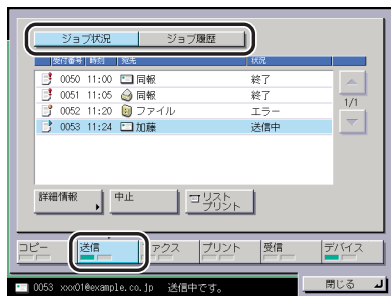 ジョブ状況 ジョブ履歴
受付番号 時刻 宛先 状況
0050 11:00 同報 終了
0051 11:05 同報 終了
0052 11:20 ファイル エラー
0053 11:24 加藤 送信中
1/1
詳細情報 中止 リストプリント
コピー 送信 ァクス プリント 受信 デバイス
0053 xxx01@example.co.jp 送信中です。 閉じる